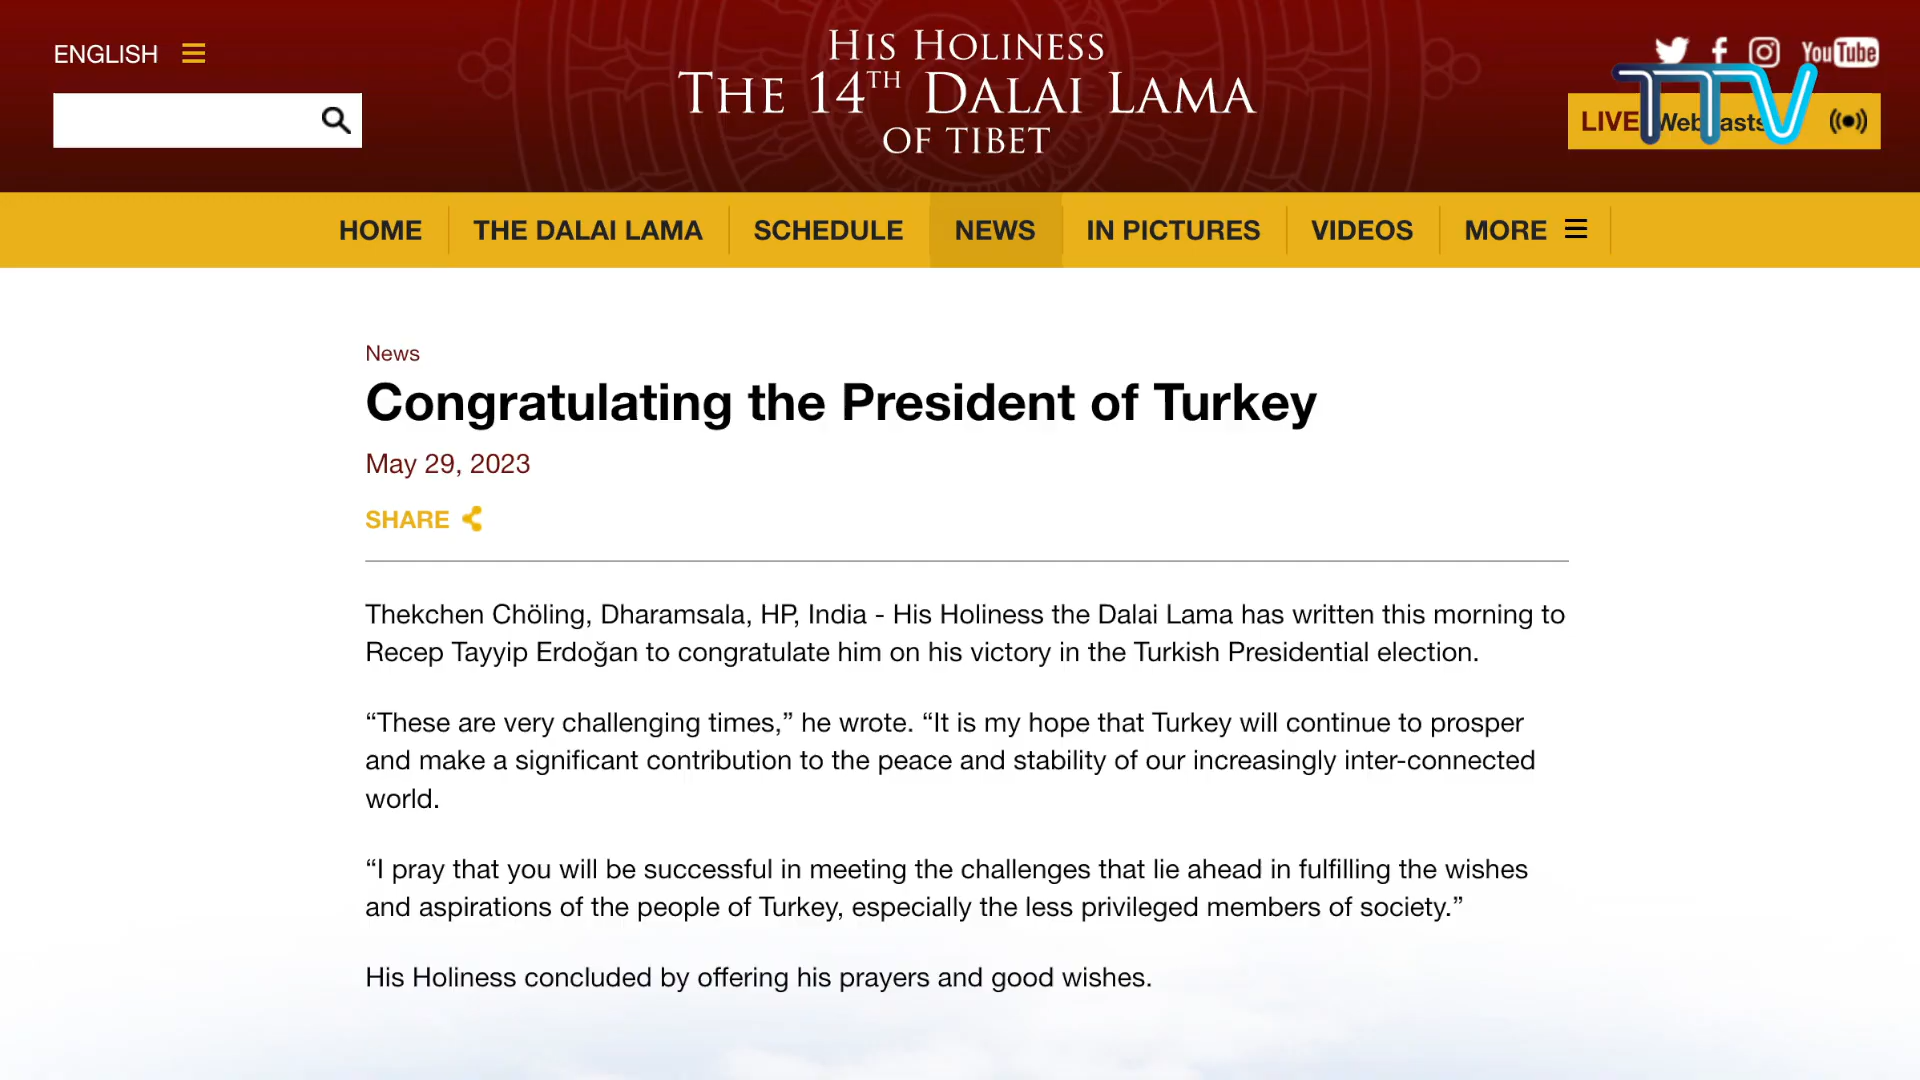 ENGLISH
HIS HOLINESS
THE 14TH DALAI LAMA
OF TIBET
YouTube
TTV
LIVE
HOME
THE DALAI LAMA
SCHEDULE
NEWS
IN PICTURES
VIDEOS
MORE
News
Congratulating the President of Turkey
May 29, 2023
SHARE
Thekchen Chöling, Dharamsala, HP, India - His Holiness the Dalai Lama has written this morning to
Recep Tayyip Erdoğan to congratulate him on his victory in the Turkish Presidential election.
“These are very challenging times,” he wrote. “It is my hope that Turkey will continue to prosper
and make a significant contribution to the peace and stability of our increasingly inter-connected
world.
“I pray that you will be successful in meeting the challenges that lie ahead in fulfilling the wishes
and aspirations of the people of Turkey, especially the less privileged members of society.”
His Holiness concluded by offering his prayers and good wishes.